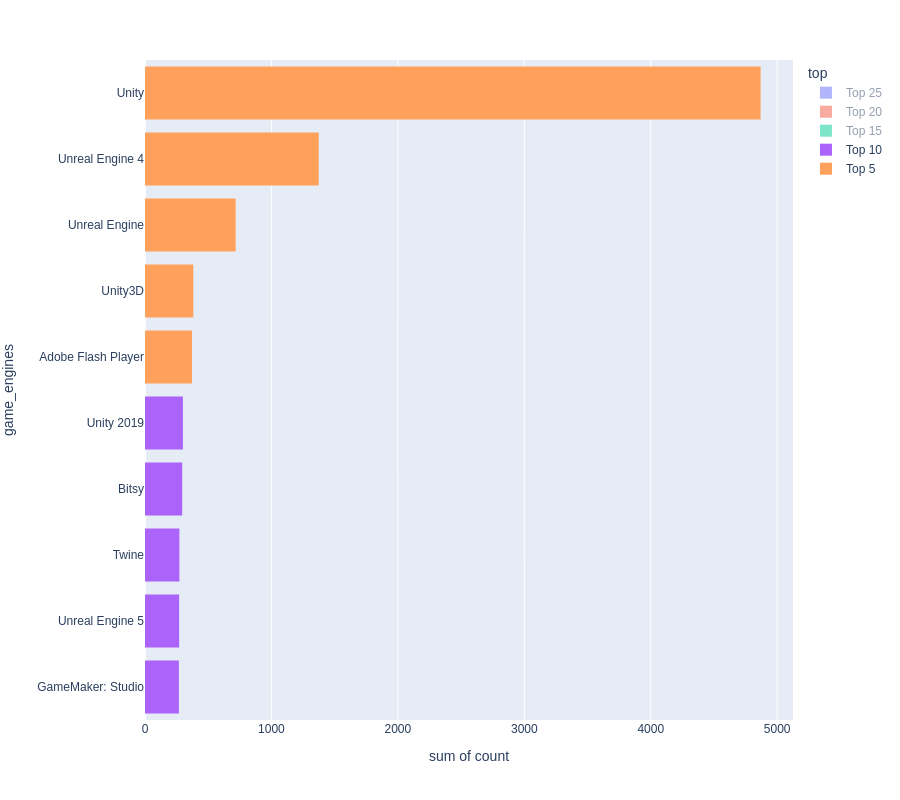 top
Top 25
Top 20
Top 15
Top 10
Top 5
game_engines
Unity
Unreal Engine 4
Unreal Engine
Unity3D
Adobe Flash Player
Unity 2019
Bitsy
Twine
Unreal Engine 5
GameMaker: Studio
0 1000 2000 3000 4000 5000
sum of count